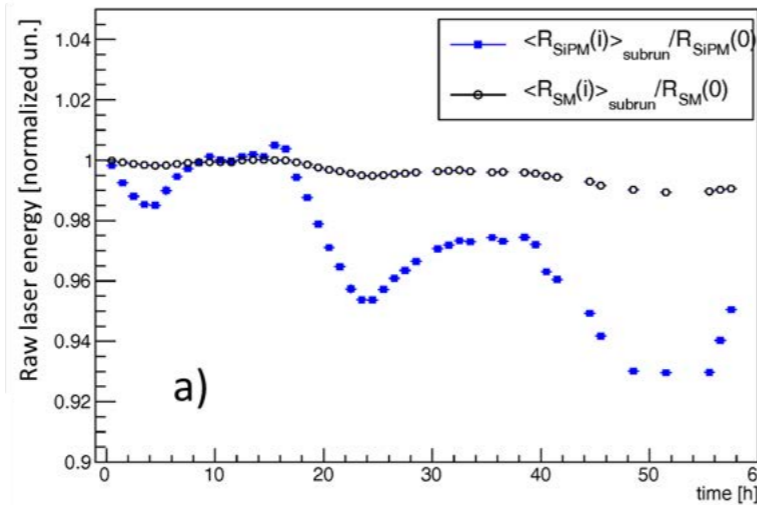 Raw laser energy [normalized un.]
1.04
1.02
1
0.98
0.96
0.94
0.92
0.9
<R_SiPM(i)>_subrun/R_SiPM(0)
<R_SM(i)>_subrun/R_SM(0)
a)
0 10 20 30 40 50 6
time [h]